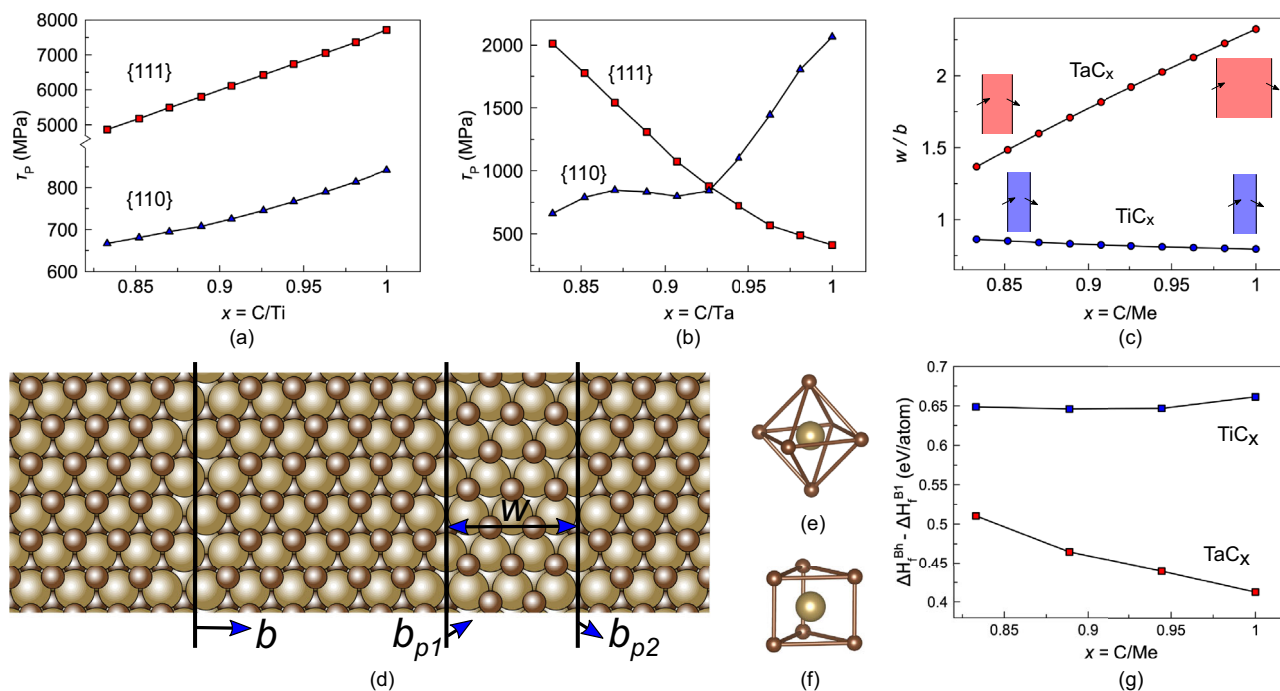 8000
7000
6000
5000
800
700
600
τP (MPa)
{111}
{110}
0.85
0.9
0.95
1
x = C/Ti
(a)
2000
1500
1000
500
τP (MPa)
{111}
{110}
0.85
0.9
0.95
1
x = C/Ta
(b)
2
1.5
1
w / b
TaCx
TiCx
0.85
0.9
0.95
1
x = C/Me
(c)
w
b
bp1
bp2
(d)
(e)
(f)
0.7
0.65
0.6
0.55
0.5
0.45
0.4
ΔHfBh - ΔHfB1 (eV/atom)
TiCx
TaCx
0.85
0.9
0.95
1
x = C/Me
(g)